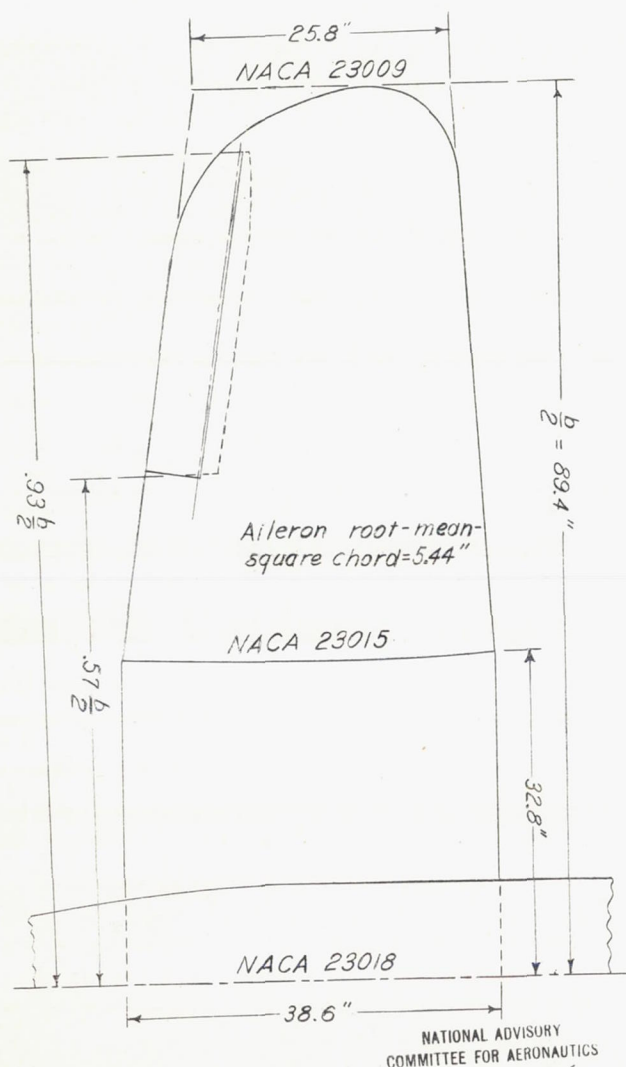 25.8"
NACA 23009
b/2 = 89.4"
.93 b/2
Aileron root-mean-
square chord=5.44"
NACA 23015
.57 b/2
32.8"
NACA 23018
38.6"
NATIONAL ADVISORY
COMMITTEE FOR AERONAUTICS